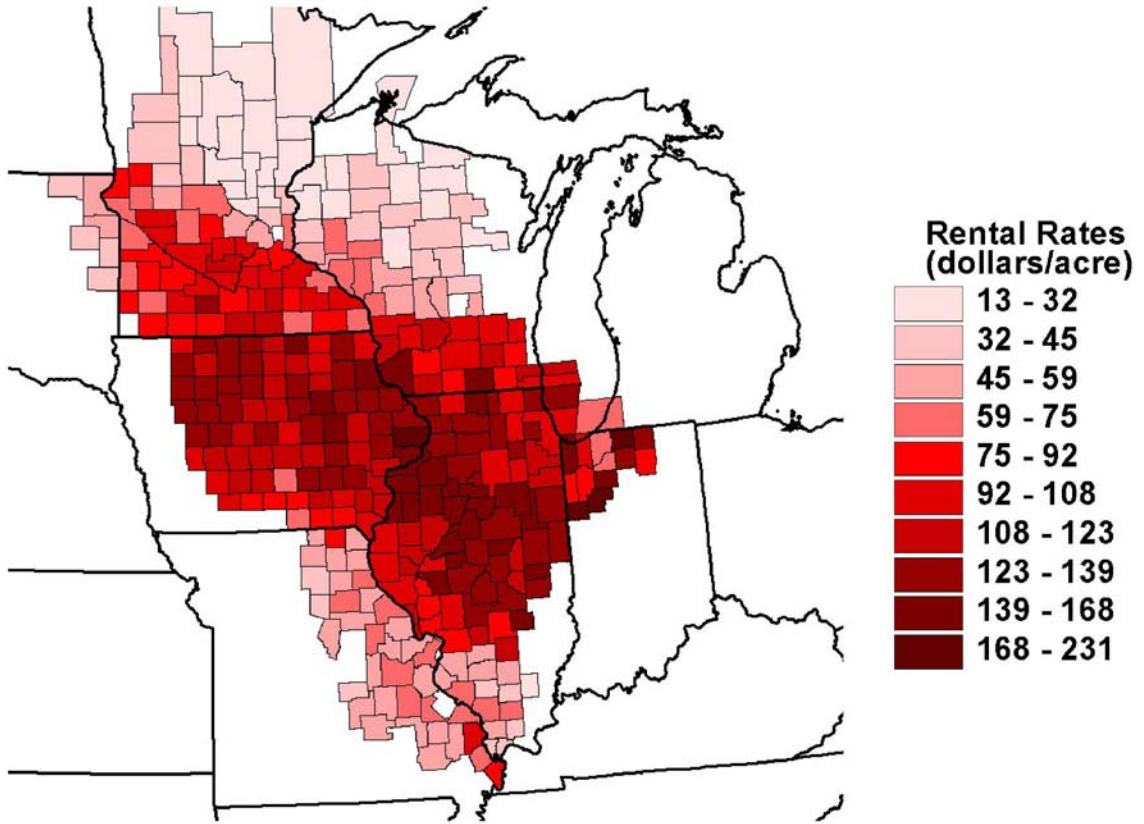 Rental Rates
(dollars/acre)
13 - 32
32 - 45
45 - 59
59 - 75
75 - 92
92 - 108
108 - 123
123 - 139
139 - 168
168 - 231